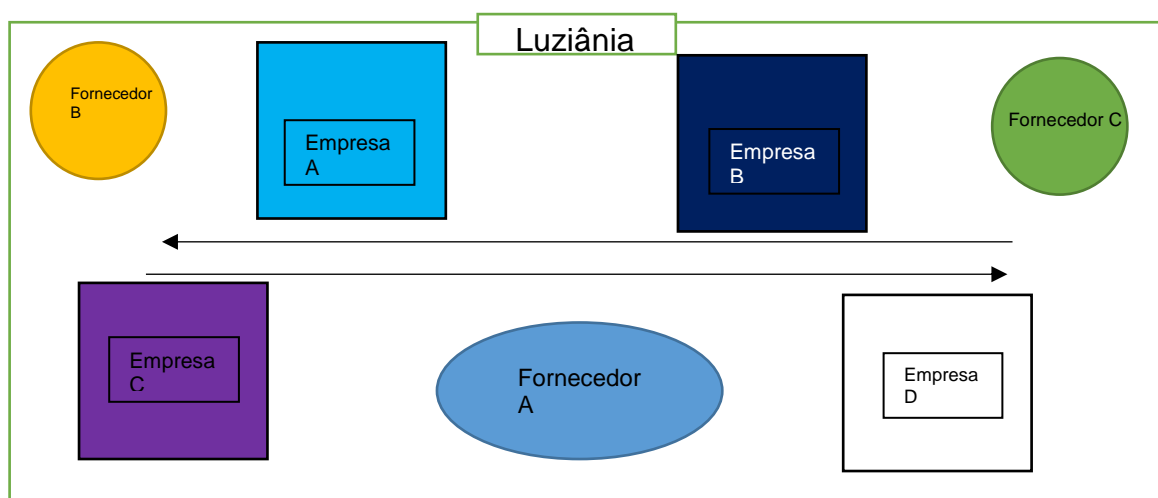 Luziânia
Fornecedor
B
Empresa
A
Empresa
B
Fornecedor C
Empresa
C
Fornecedor
A
Empresa
D